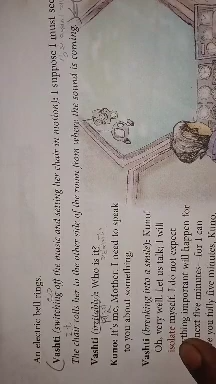 An electric bell rings.
Vashti (switching off the music and setting her chair in motion): I suppose I must see
The chair rolls her to the other side of the room from where the sound is coming.
Vashti (irritably): Who is it?
Kuno: It's me, Mother. I need to speak
to you about something.
Vashti (breaking into a smile): Kuno!
Oh, very well. Let us talk; I will
isolate myself. I do not expect
thing important will happen for
next five minutes – for I can
you full five minutes, Kun